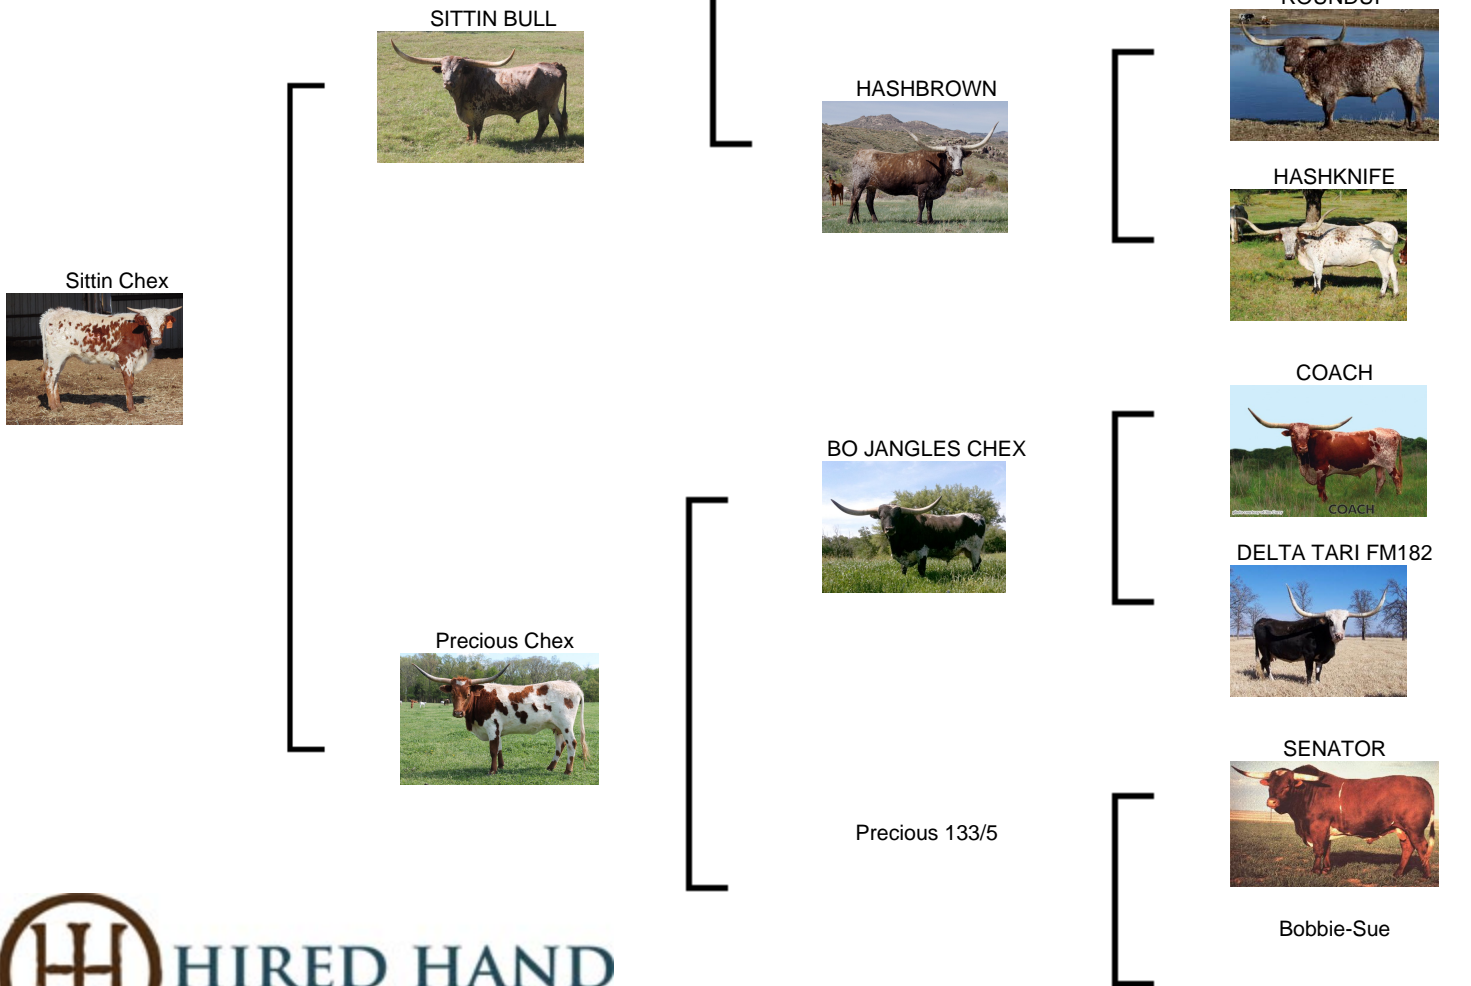 SITTIN BULL
HASHBROWN
HASHKNIFE
Sittin Chex
COACH
COACH
BO JANGLES CHEX
DELTA TARI FM182
Precious Chex
SENATOR
Precious 133/5
Bobbie-Sue
HIRED HAND